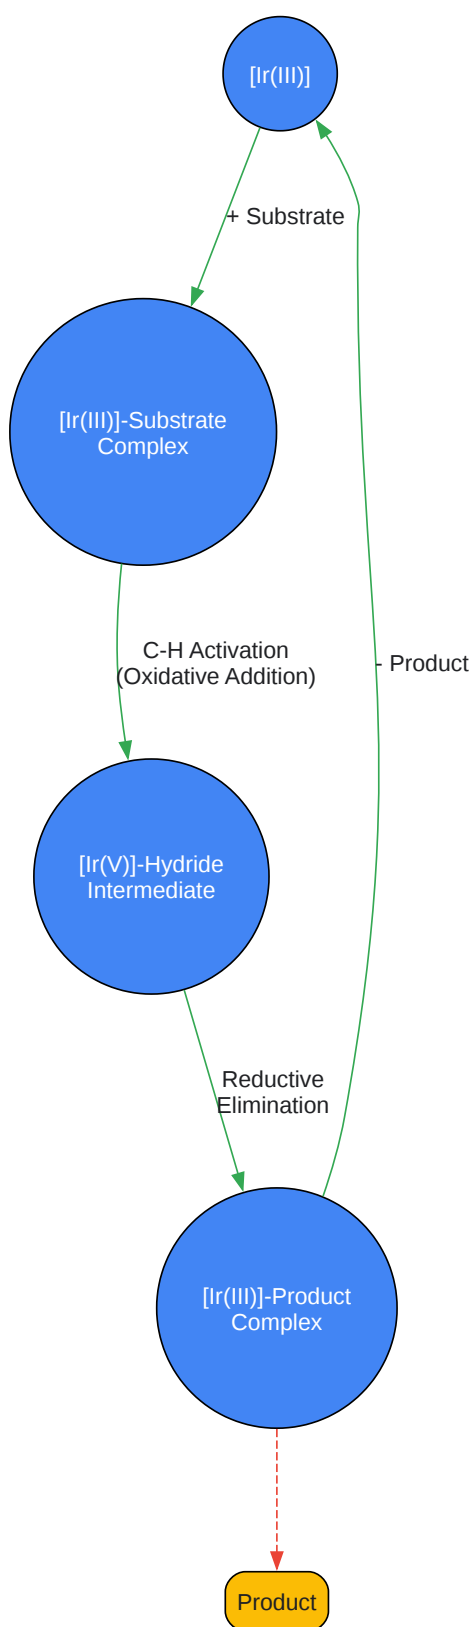 [Ir(III)]
+ Substrate
[Ir(III)]-Substrate
Complex
C-H Activation
(Oxidative Addition)
- Product
[Ir(V)]-Hydride
Intermediate
Reductive
Elimination
[Ir(III)]-Product
Complex
Product